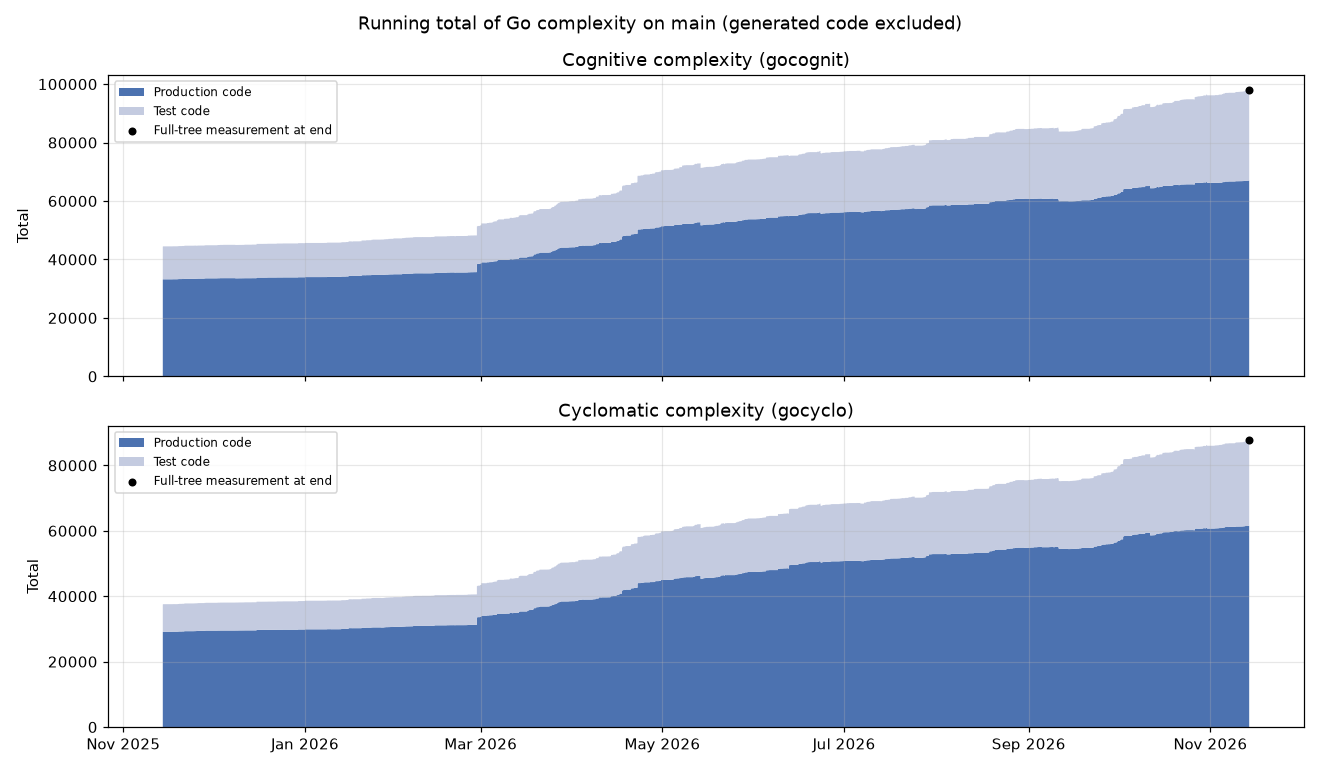 Running total of Go complexity on main (generated code excluded)
Cognitive complexity (gocognit)
Production code
Test code
Full-tree measurement at end
Total
100000
80000
60000
40000
20000
0
Cyclomatic complexity (gocyclo)
Production code
Test code
Full-tree measurement at end
Total
80000
60000
40000
20000
0
Nov 2025 Jan 2026 Mar 2026 May 2026 Jul 2026 Sep 2026 Nov 2026